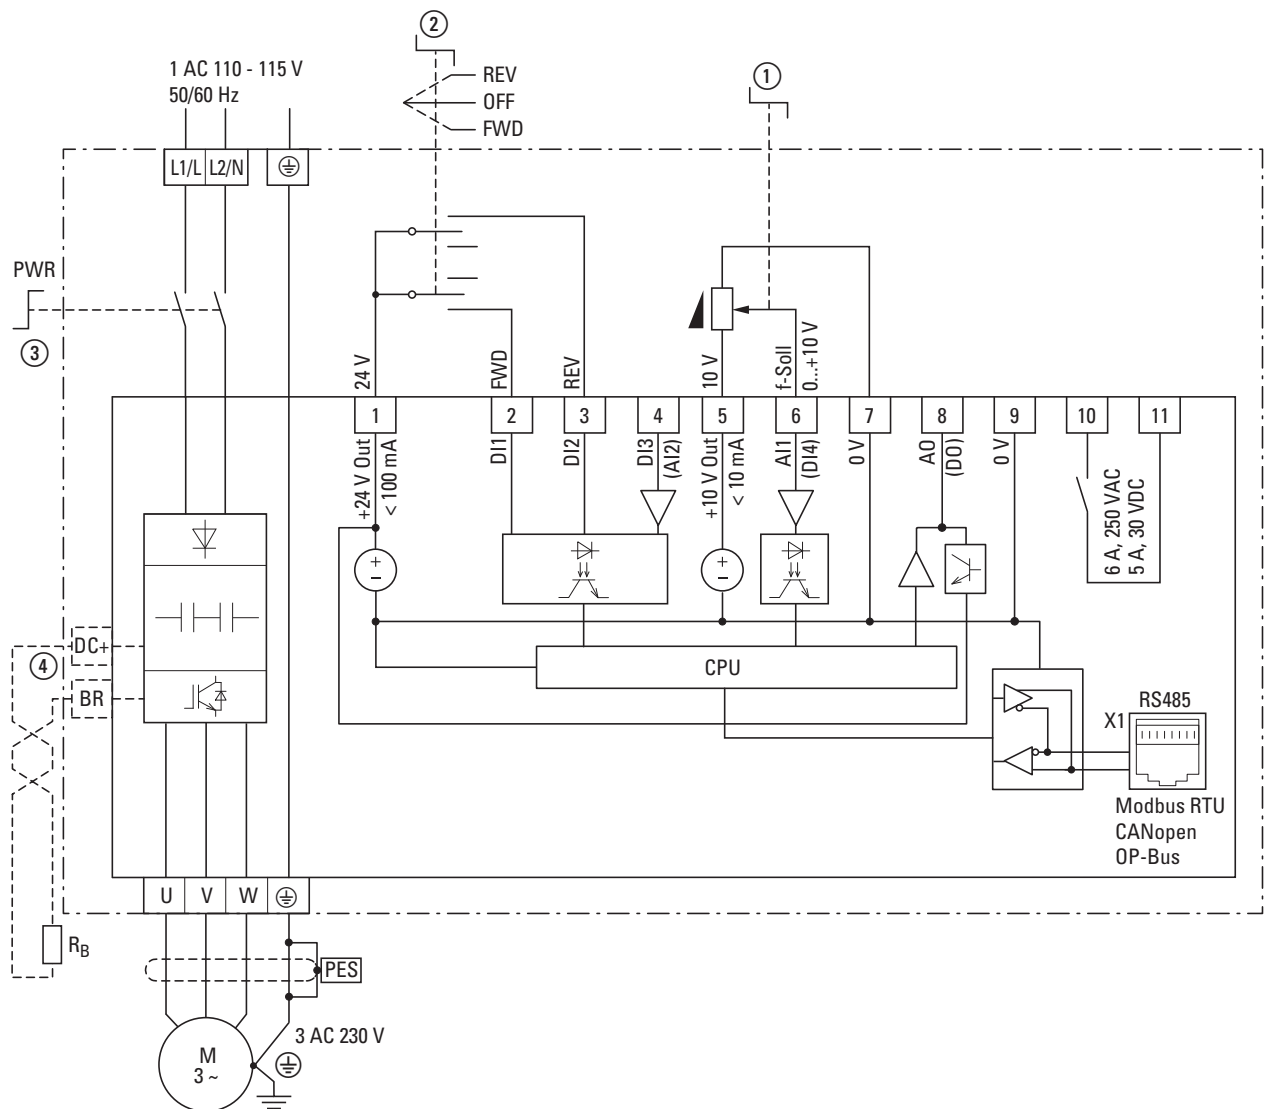 2
1 AC 110 - 115 V
50/60 Hz
REV
OFF
FWD
1
L1/L L2/N
PWR
3
24 V
FWD
REV
10 V
f-Soll
0...+10 V
1 2 3 4 5 6 7 8 9 10 11
+24 V Out
< 100 mA
DI1
DI2
DI3
(AI2)
+10 V Out
< 10 mA
AI1
(DI4)
0 V
AO
(DO)
0 V
6 A, 250 VAC
5 A, 30 VDC
+
-
+
-
DC+
4
BR
CPU
RS485
X1
Modbus RTU
CANopen
OP-Bus
U V W
RB
PES
3 AC 230 V
M
3 ~